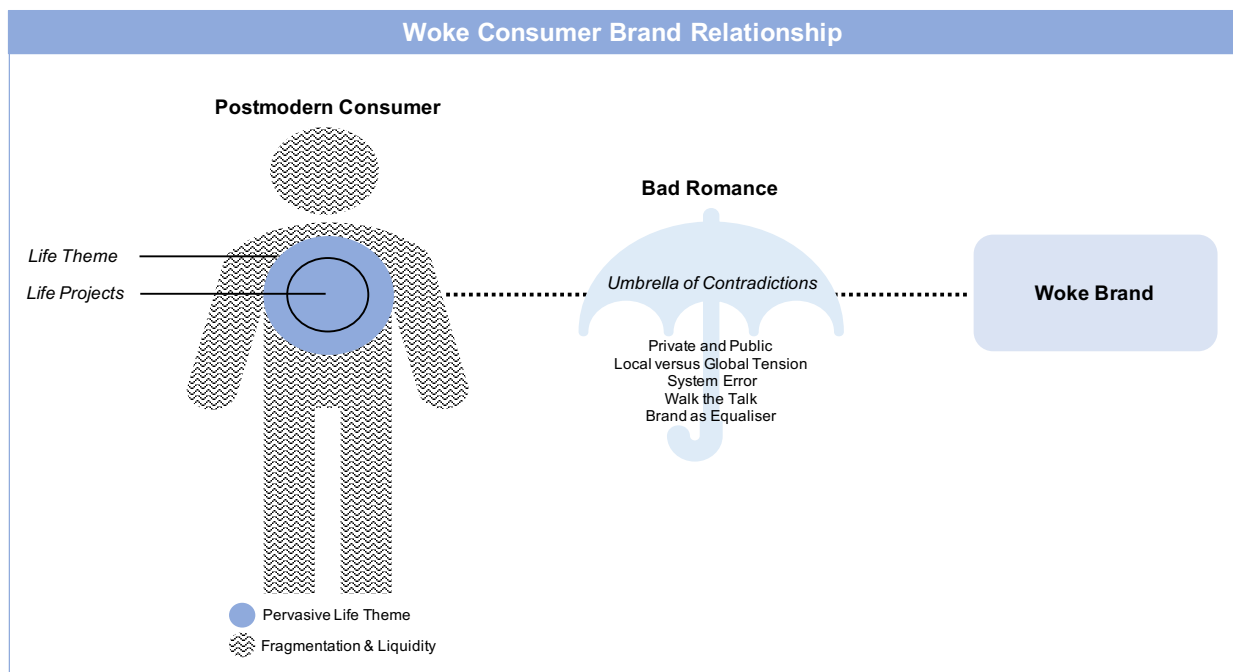 Woke Consumer Brand Relationship
Postmodern Consumer
Bad Romance
Life Theme
Life Projects
Umbrella of Contradictions
Woke Brand
Private and Public
Local versus Global Tension
System Error
Walk the Talk
Brand as Equaliser
Pervasive Life Theme
Fragmentation & Liquidity